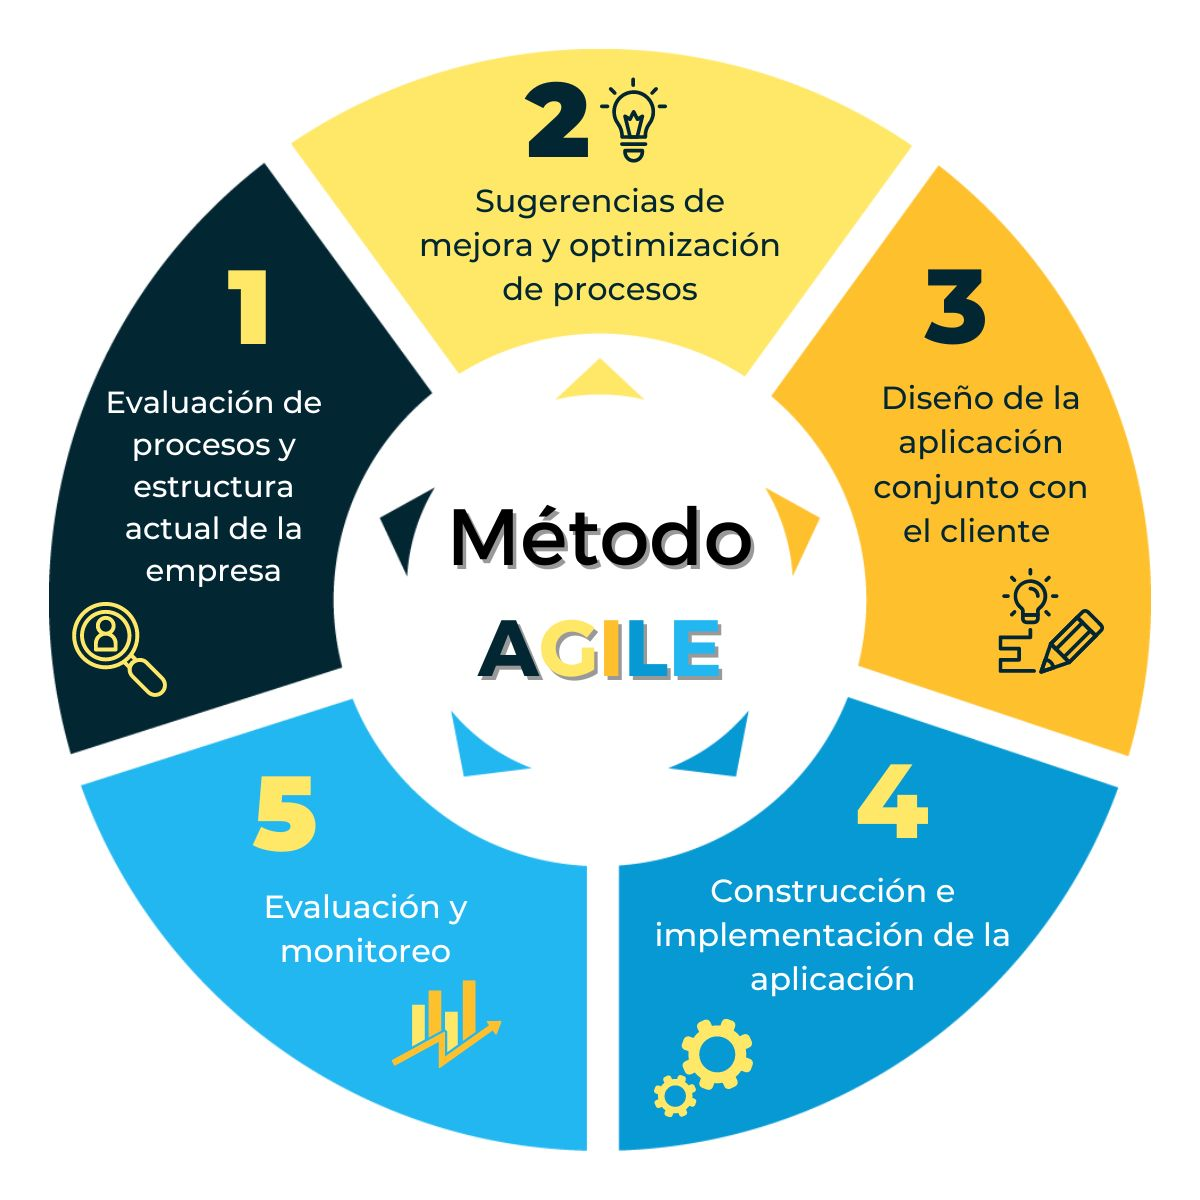 Método
AGILE
1
Evaluación de
procesos y
estructura
actual de la
empresa
2
Sugerencias de
mejora y optimización
de procesos
3
Diseño de la
aplicación
conjunto con
el cliente
4
Construcción e
implementación de la
aplicación
5
Evaluación y
monitoreo